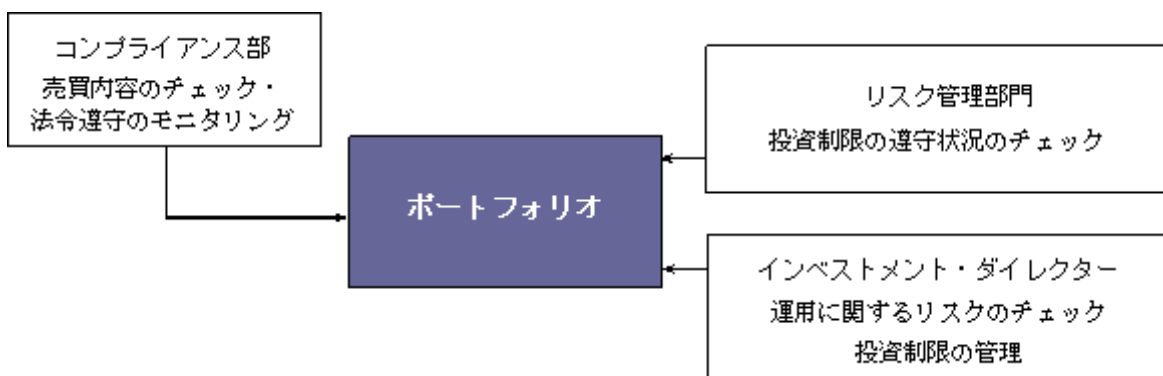 コンプライアンス部
売買内容のチェック・
法令遵守のモニタリング
ポートフォリオ
リスク管理部門
投資制限の遵守状況のチェック
インベストメント・ダイレクター
運用に関するリスクのチェック
投資制限の管理